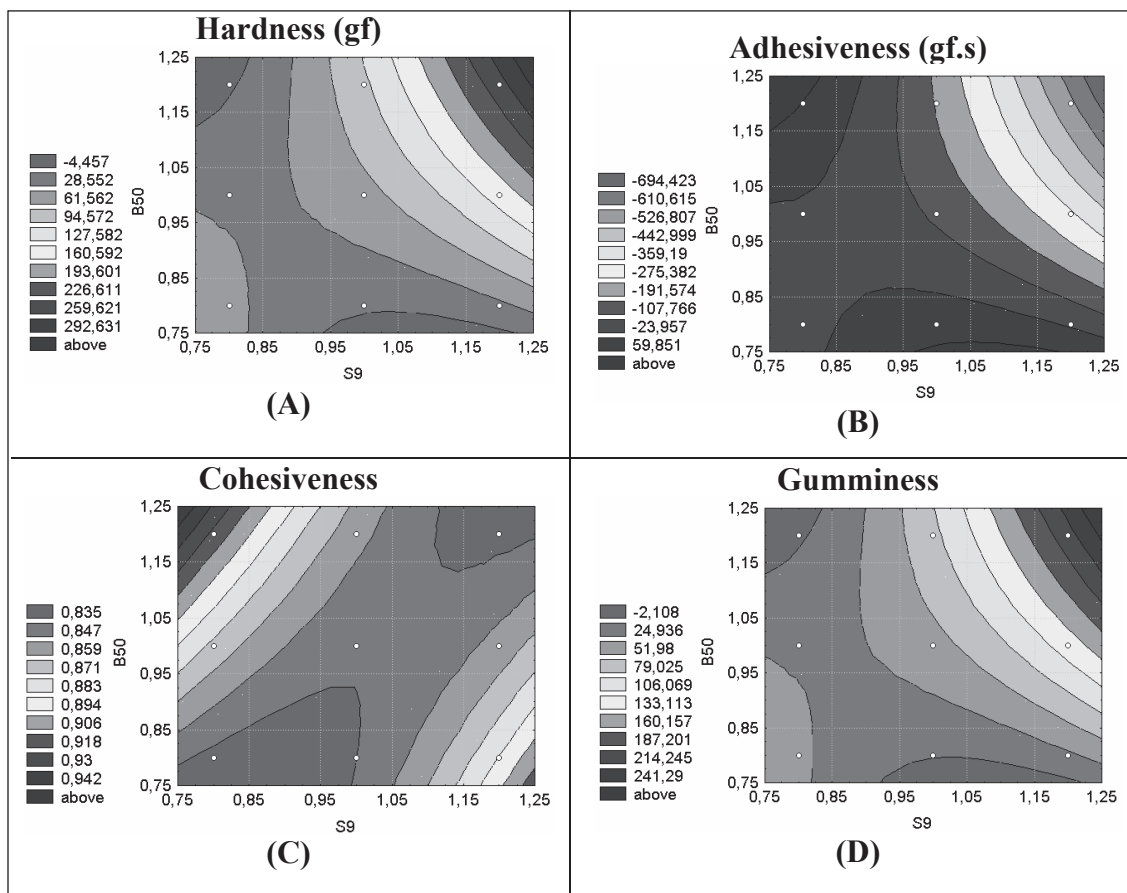 Hardness (gf)
1,25
1,15
1,05
0,95
0,85
0,75
B50
0,75 0,85 0,95 1,05 1,15 1,25
S9
-4,457
28,552
61,562
94,572
127,582
160,592
193,601
226,611
259,621
292,631
above
(A)
Adhesiveness (gf.s)
1,25
1,15
1,05
0,95
0,85
0,75
B50
0,75 0,85 0,95 1,05 1,15 1,25
S9
-694,423
-610,615
-526,807
-442,999
-359,19
-275,382
-191,574
-107,766
-23,957
59,851
above
(B)
Cohesiveness
1,25
1,15
1,05
0,95
0,85
0,75
B50
0,75 0,85 0,95 1,05 1,15 1,25
S9
0,835
0,847
0,859
0,871
0,883
0,894
0,906
0,918
0,93
0,942
above
(C)
Gumminess
1,25
1,15
1,05
0,95
0,85
0,75
B50
0,75 0,85 0,95 1,05 1,15 1,25
S9
-2,108
24,936
51,98
79,025
106,069
133,113
160,157
187,201
214,245
241,29
above
(D)